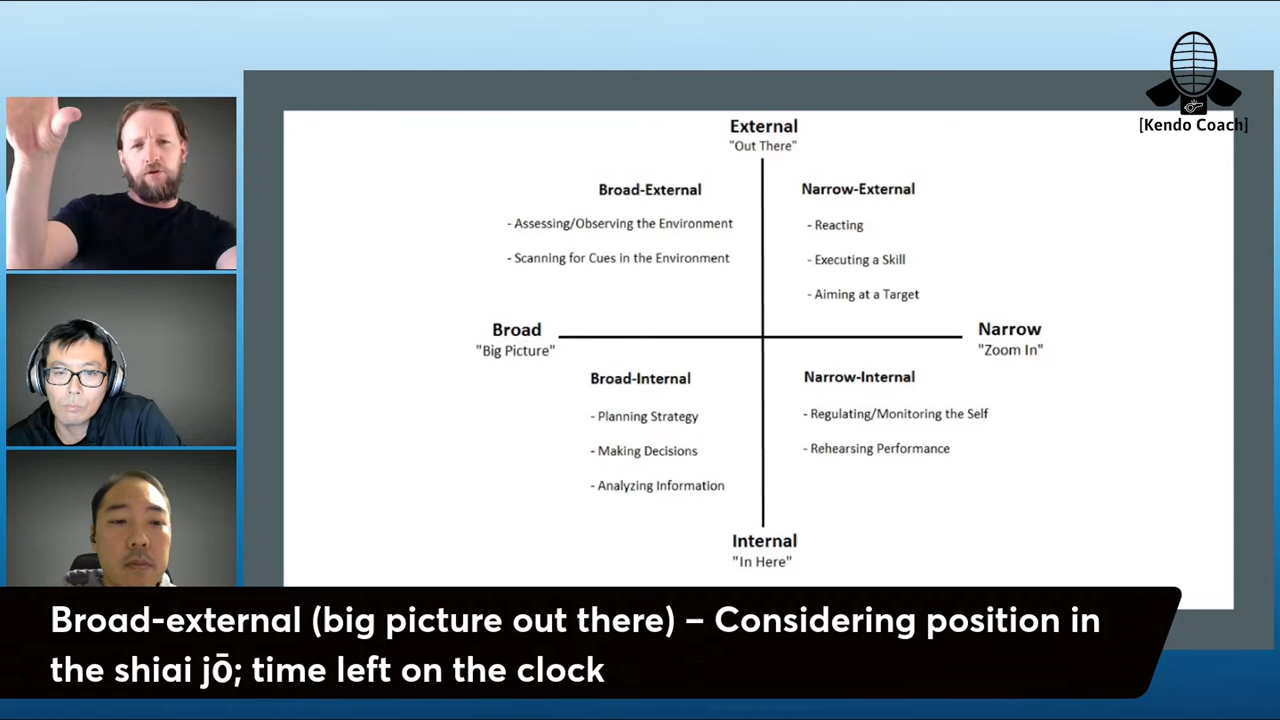 [Kendo Coach]
External
"Out There"
Broad-External
- Assessing/Observing the Environment
- Scanning for Cues in the Environment
Narrow-External
- Reacting
- Executing a Skill
- Aiming at a Target
Broad
"Big Picture"
Narrow
"Zoom In"
Broad-Internal
- Planning Strategy
- Making Decisions
- Analyzing Information
Narrow-Internal
- Regulating/Monitoring the Self
- Rehearsing Performance
Internal
"In Here"
Broad-external (big picture out there) – Considering position in
the shiai jō; time left on the clock